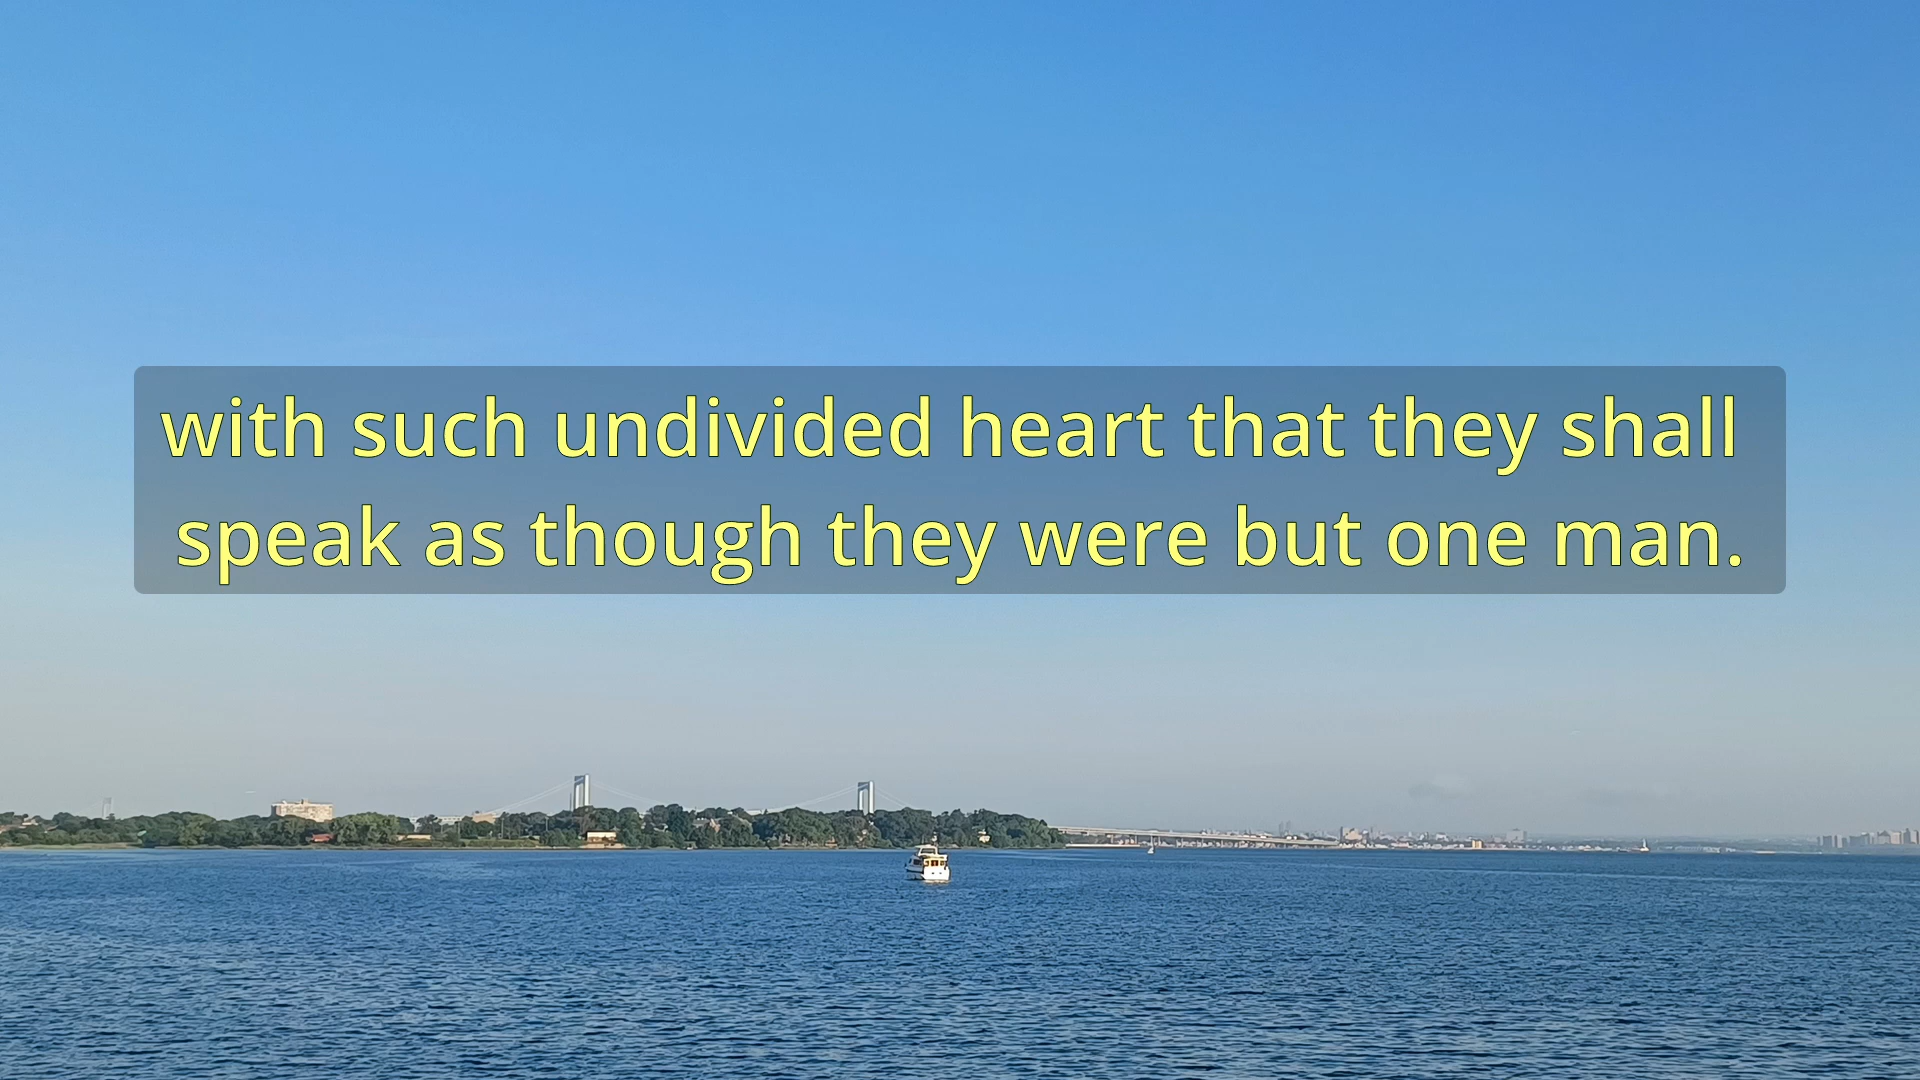 with such undivided heart that they shall
speak as though they were but one man.